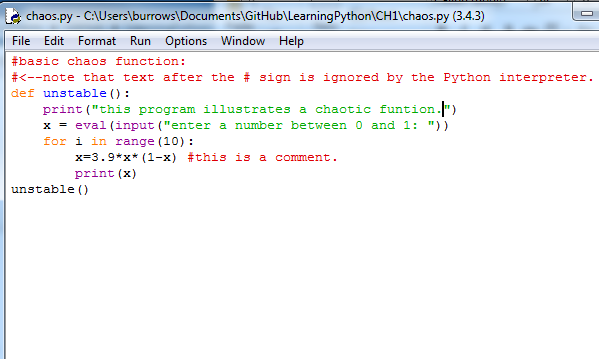 chaos.py - C:\Users\burrows\Documents\GitHub\LearningPython\CH1\chaos.py (3.4.3)
File Edit Format Run Options Window Help
#basic chaos function:
#<--note that text after the # sign is ignored by the Python interpreter.
def unstable():
    print("this program illustrates a chaotic funtion.")
    x = eval(input("enter a number between 0 and 1: "))
    for i in range(10):
        x=3.9*x*(1-x) #this is a comment.
        print(x)
unstable()